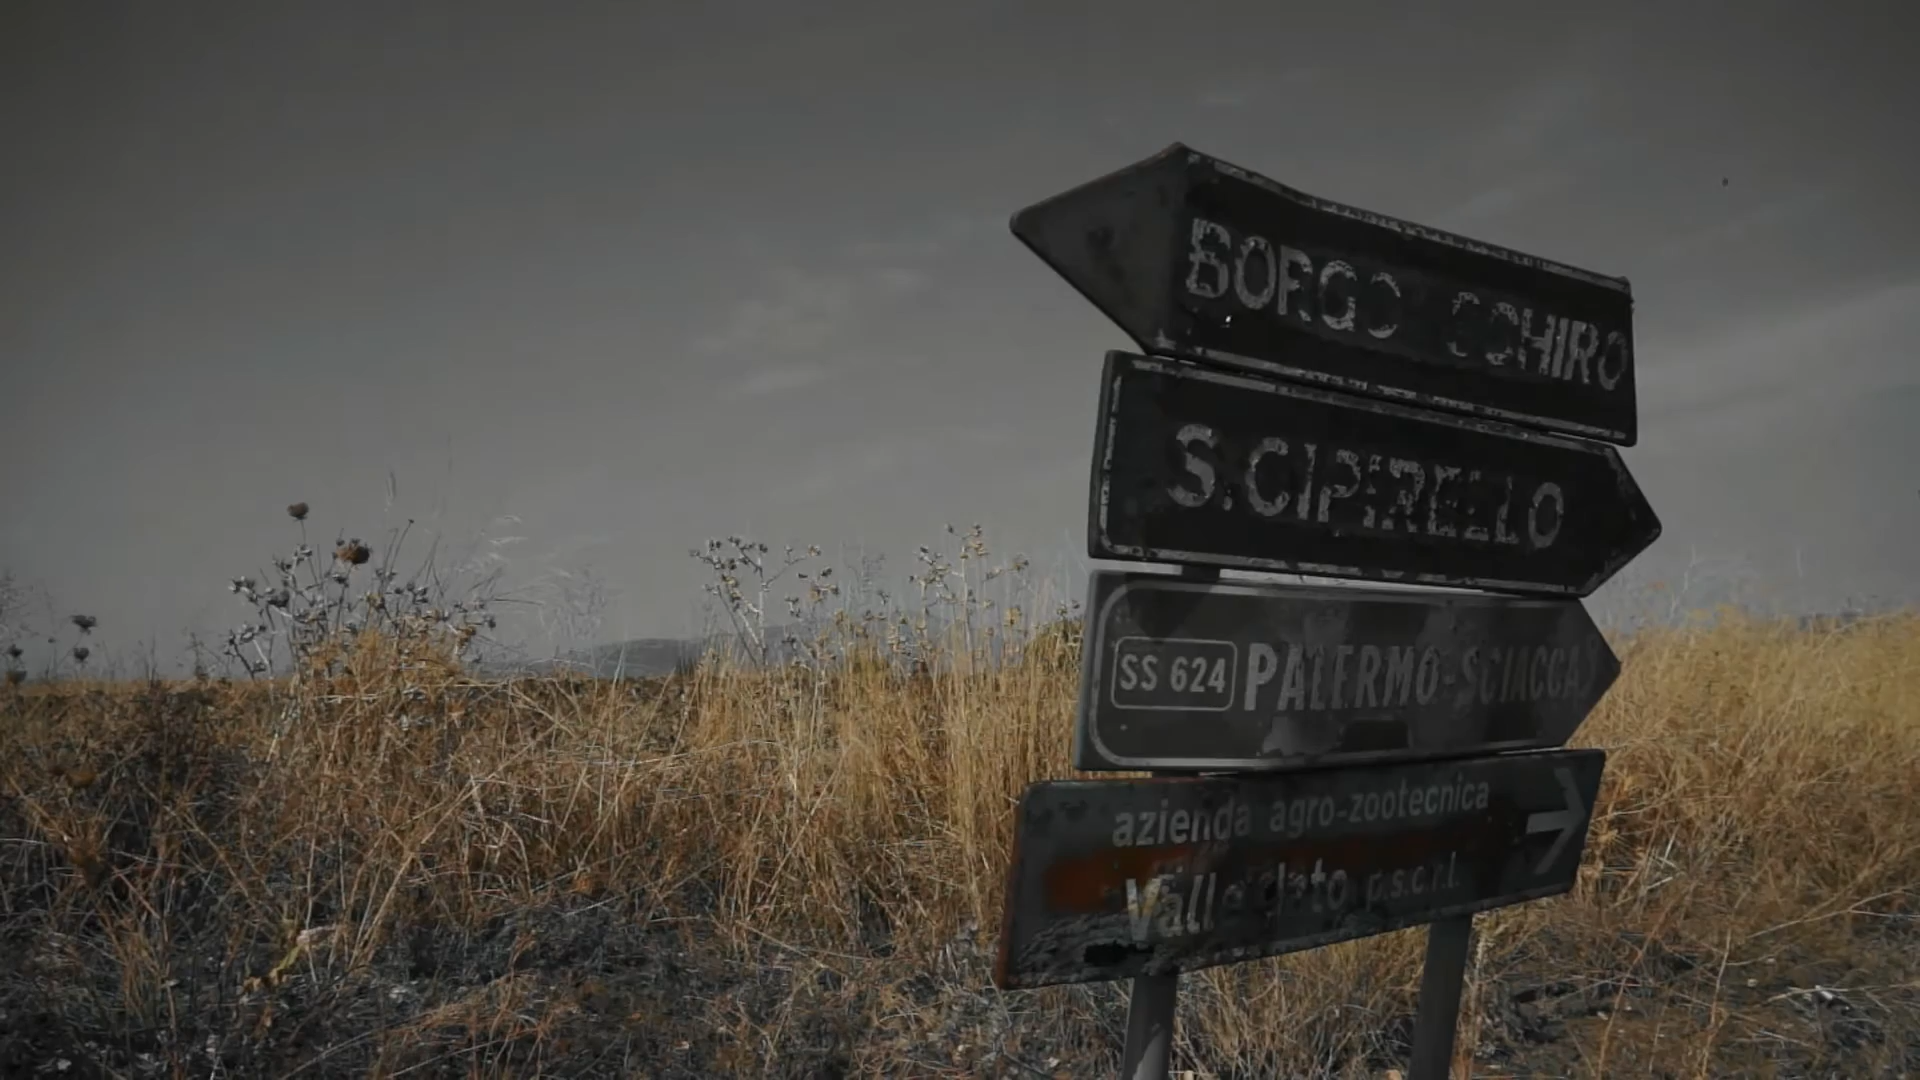 BORGO SCHIRO
S. CIPIRELLO
SS 624 PALERMO-SCIACCA
azienda agro-zootecnica